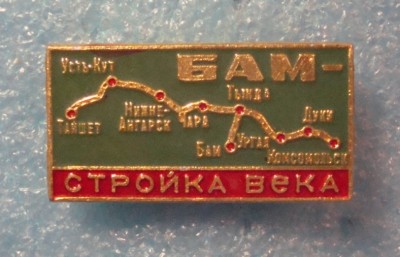 БАМ-
Усть-Кут
Тында
Тайшет
Нижне-
Ангарск
Чара
Дуки
Бам
Ургал
Комсомольск
СТРОЙКА ВЕКА